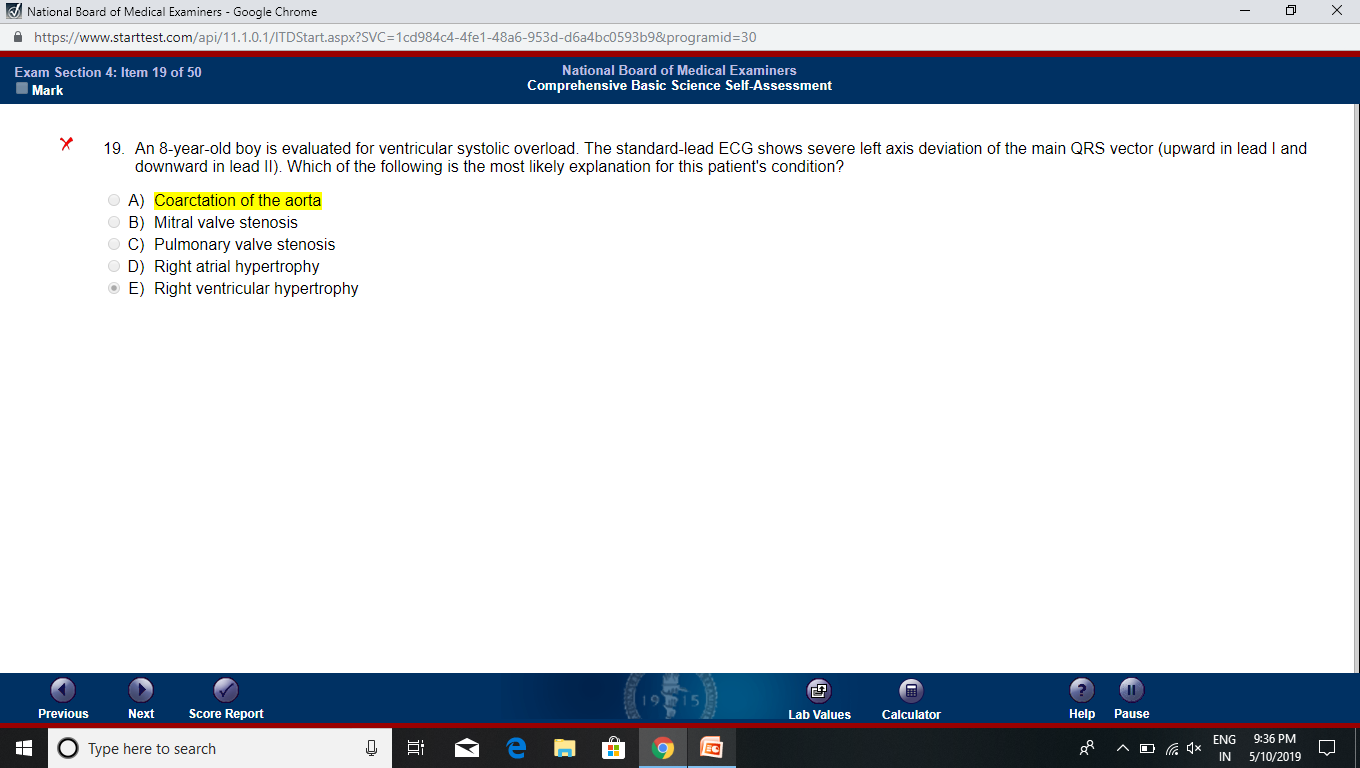 National Board of Medical Examiners - Google Chrome
https://www.starttest.com/api/11.1.0.1/ITDStart.aspx?SVC=1cd984c4-4fe1-48a6-953d-d6a4bc0593b9&programid=30
Exam Section 4: Item 19 of 50
National Board of Medical Examiners
Mark
Comprehensive Basic Science Self-Assessment
19. An 8-year-old boy is evaluated for ventricular systolic overload. The standard-lead ECG shows severe left axis deviation of the main QRS vector (upward in lead I and
downward in lead II). Which of the following is the most likely explanation for this patient's condition?
A) Coarctation of the aorta
B) Mitral valve stenosis
C) Pulmonary valve stenosis
D) Right atrial hypertrophy
E) Right ventricular hypertrophy
19 15
Previous
Next
Score Report
Lab Values
Calculator
Help
Pause
Type here to search
ENG
IN
9:36 PM
5/10/2019